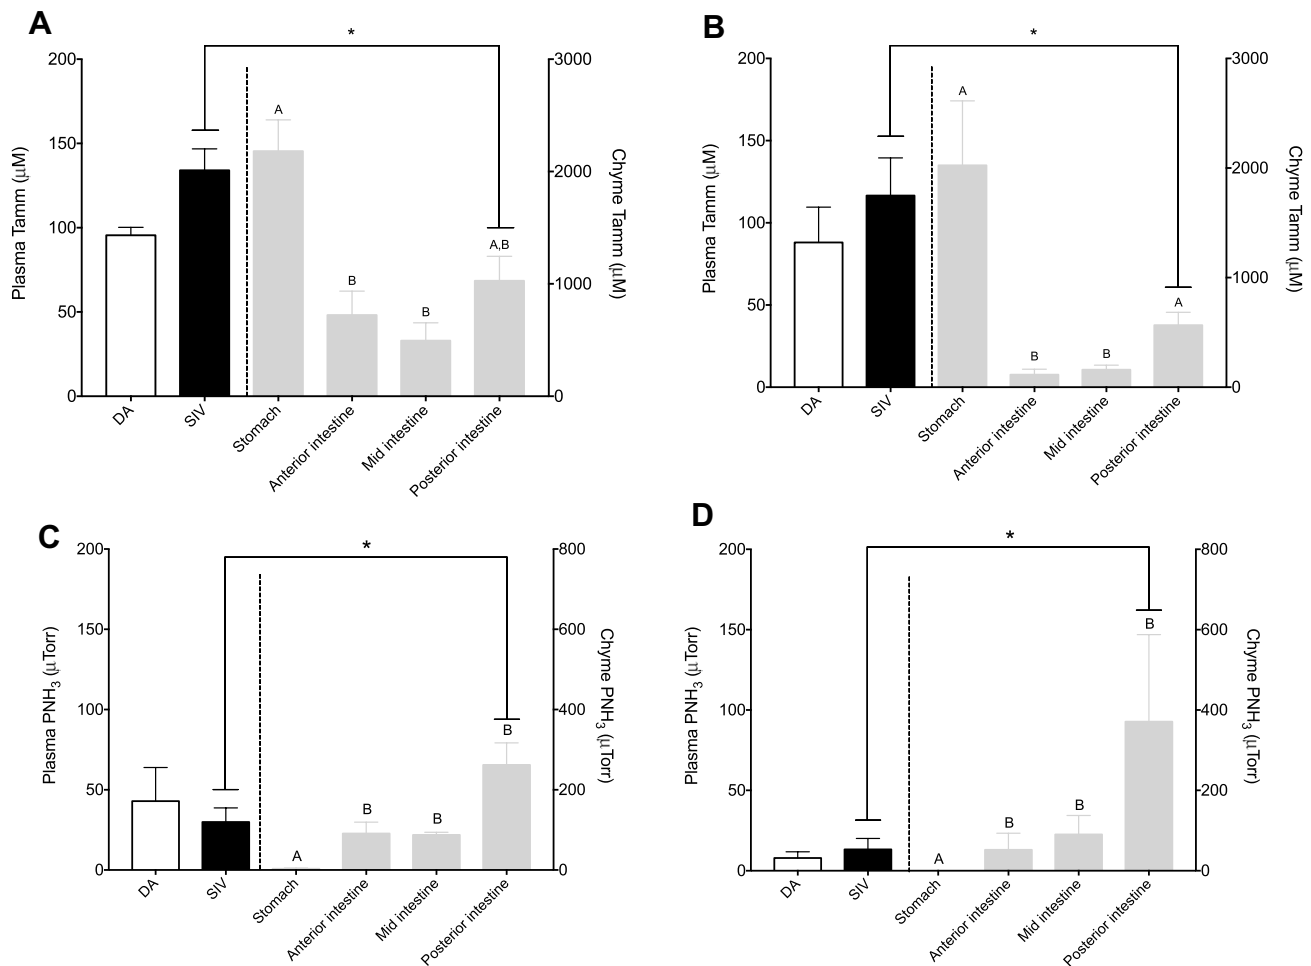 A
*
200
150
100
50
0
Plasma Tamm (μM)
3000
2000
1000
0
Chyme Tamm (μM)
A
B
B
A,B
DA
SIV
Stomach
Anterior intestine
Mid intestine
Posterior intestine
B
*
200
150
100
50
0
Plasma Tamm (μM)
3000
2000
1000
0
Chyme Tamm (μM)
A
B
B
A
DA
SIV
Stomach
Anterior intestine
Mid intestine
Posterior intestine
C
*
200
150
100
50
0
Plasma PNH3 (μTorr)
800
600
400
200
0
Chyme PNH3 (μTorr)
A
B
B
B
DA
SIV
Stomach
Anterior intestine
Mid intestine
Posterior intestine
D
*
200
150
100
50
0
Plasma PNH3 (μTorr)
800
600
400
200
0
Chyme PNH3 (μTorr)
A
B
B
B
DA
SIV
Stomach
Anterior intestine
Mid intestine
Posterior intestine